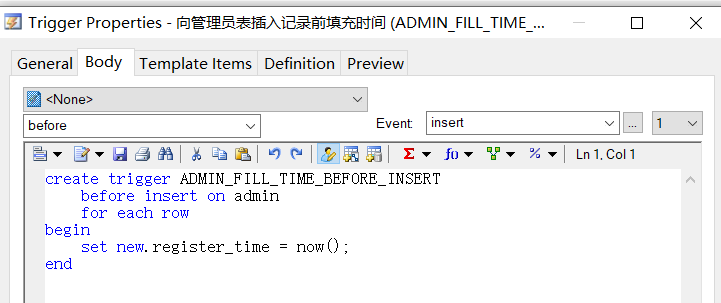 Trigger Properties - 向管理员表插入记录前填充时间 (ADMIN_FILL_TIME_...
General Body Template Items Definition Preview
<None>
before Event: insert ... 1
Σ f() % Ln 1, Col 1
create trigger ADMIN_FILL_TIME_BEFORE_INSERT
before insert on admin
for each row
begin
set new.register_time = now();
end